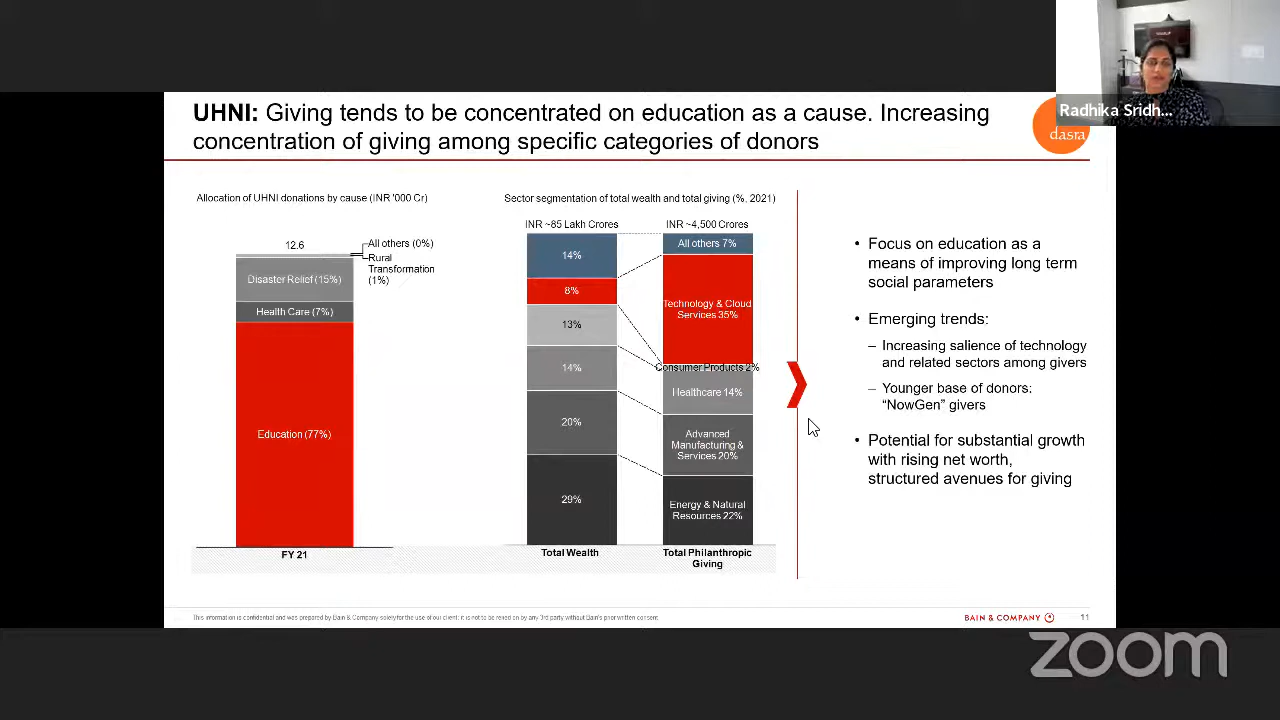 Radhika Sridh...
UHNI: Giving tends to be concentrated on education as a cause. Increasing
concentration of giving among specific categories of donors
dasra
Allocation of UHNI donations by cause (INR '000 Cr)
12.6
All others (0%)
Rural
Transformation
(1%)
Disaster Relief (15%)
Health Care (7%)
Education (77%)
FY 21
Sector segmentation of total wealth and total giving (%, 2021)
INR ~85 Lakh Crores
INR ~4,500 Crores
14%
8%
13%
14%
20%
29%
All others 7%
Technology & Cloud
Services 35%
Consumer Products 2%
Healthcare 14%
Advanced
Manufacturing &
Services 20%
Energy & Natural
Resources 22%
Total Wealth
Total Philanthropic
Giving
• Focus on education as a
means of improving long term
social parameters
• Emerging trends:
– Increasing salience of technology
and related sectors among givers
– Younger base of donors:
“NowGen” givers
• Potential for substantial growth
with rising net worth,
structured avenues for giving
This information is confidential and was prepared by Bain & Company solely for the use of our client; it is not to be relied on by any 3rd party without Bain's prior written consent
BAIN & COMPANY
11
zoom